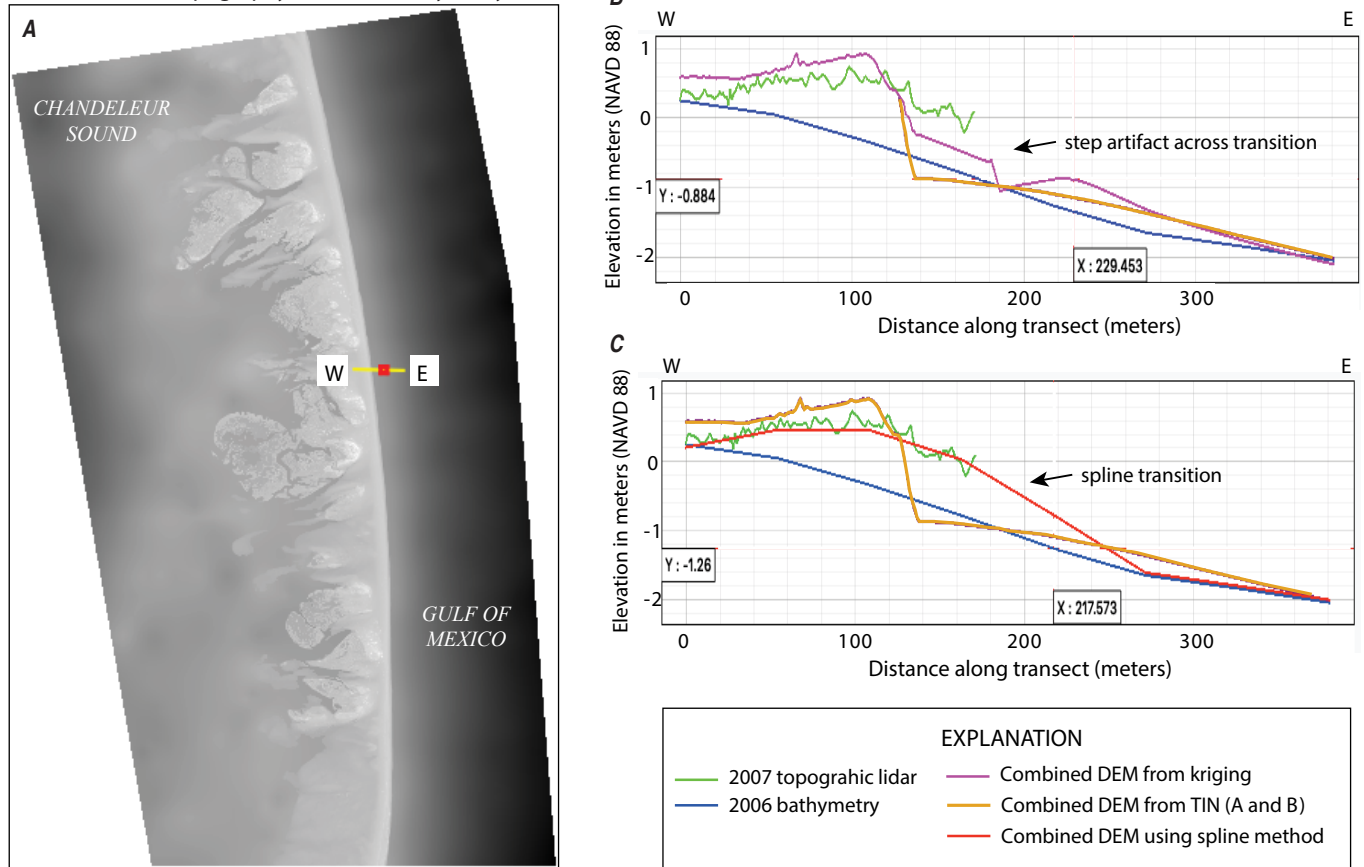 A
CHANDELEUR
SOUND
W
E
GULF OF
MEXICO
B
W
E
Elevation in meters (NAVD 88)
1
0
-1
-2
step artifact across transition
Y : -0.884
X : 229.453
0
100
200
300
Distance along transect (meters)
C
W
E
Elevation in meters (NAVD 88)
1
0
-1
-2
spline transition
Y : -1.26
X : 217.573
0
100
200
300
Distance along transect (meters)
EXPLANATION
2007 topograhic lidar
2006 bathymetry
Combined DEM from kriging
Combined DEM from TIN (A and B)
Combined DEM using spline method